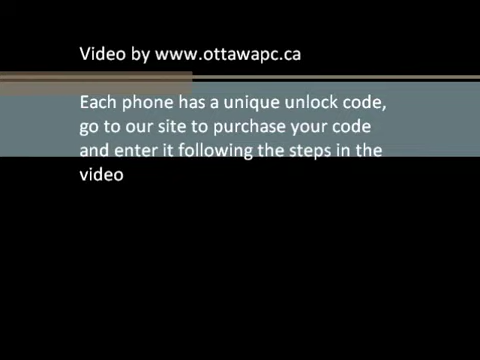 Video by www.ottawapc.ca
Each phone has a unique unlock code,
go to our site to purchase your code
and enter it following the steps in the
video